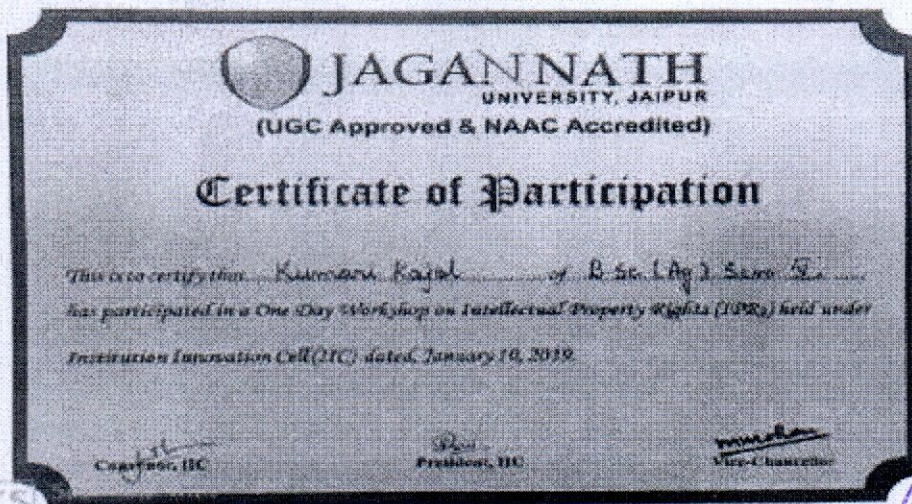 JAGANNATH
UNIVERSITY, JAIPUR
(UGC Approved & NAAC Accredited)
Certificate of Participation
This is to certify that Kumari Kajal of B.Sc (Ag) Sem
has participated in a One Day Workshop on Intellectual Property Rights (IPRs) held under
Institution Innovation Cell(IIC) dated, January 10, 2019.
Convenor, IIC President, IIC Vice-Chancellor